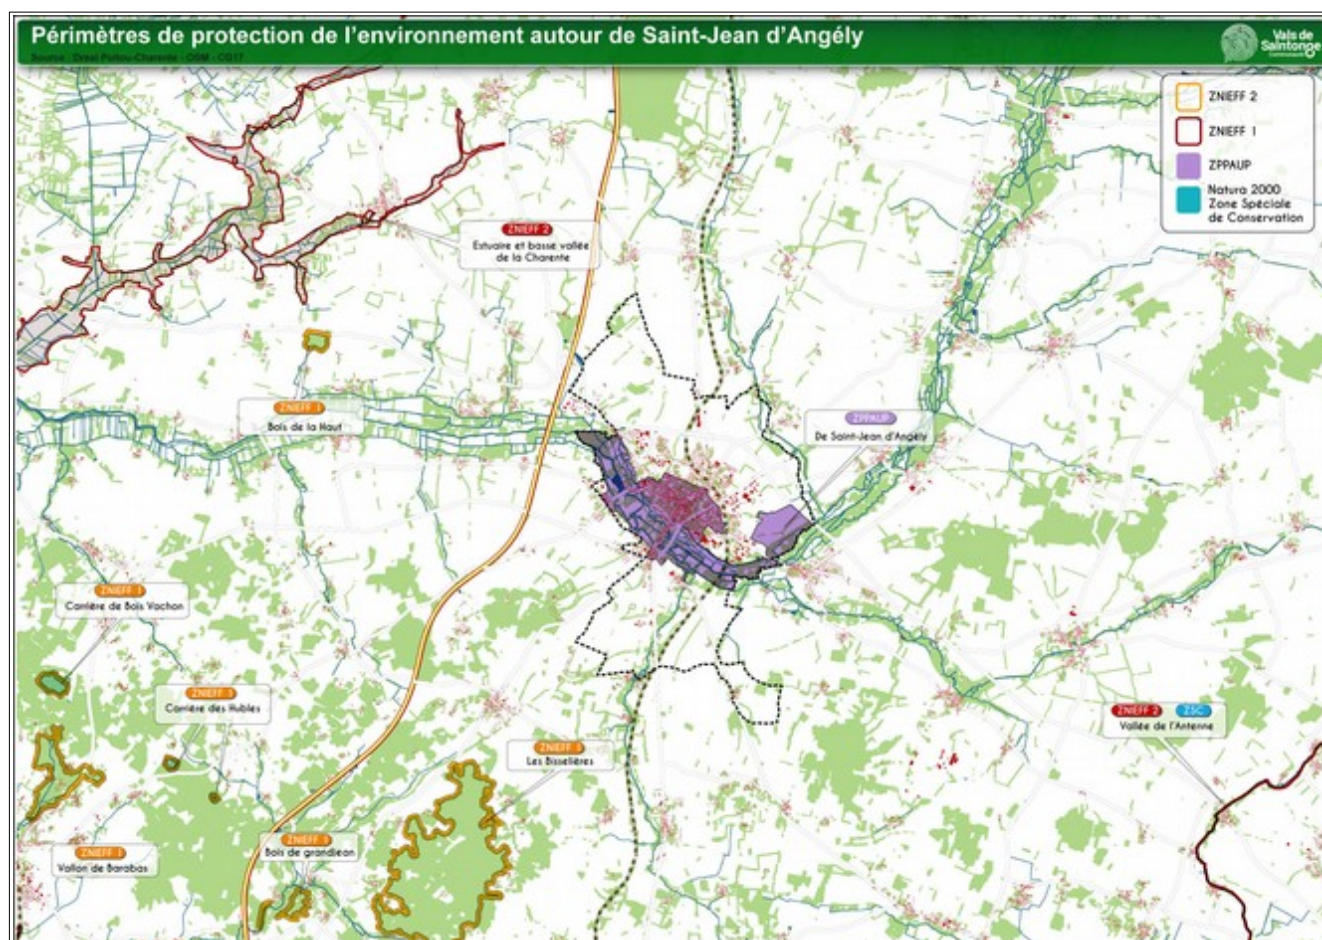 Périmètres de protection de l'environnement autour de Saint-Jean d'Angély
Source : Dréal Poitou-Charente - OSM - CG17
Vals de
Saintonge
Communauté
ZNIEFF 2
ZNIEFF 1
ZPPAUP
Natura 2000
Zone Spéciale
de Conservation
ZNIEFF 2
Estuaire et basse vallée
de la Charente
ZNIEFF 1
Bois de la Haut
ZPPAUP
De Saint-Jean d'Angély
ZNIEFF 1
Carrière de Bois Vachon
ZNIEFF 1
Carrière des Hubles
ZNIEFF 2
ZSC
Vallée de l'Antenne
ZNIEFF 1
Les Bisselières
ZNIEFF 1
Bois de grandjean
ZNIEFF 1
Vallon de Barabas